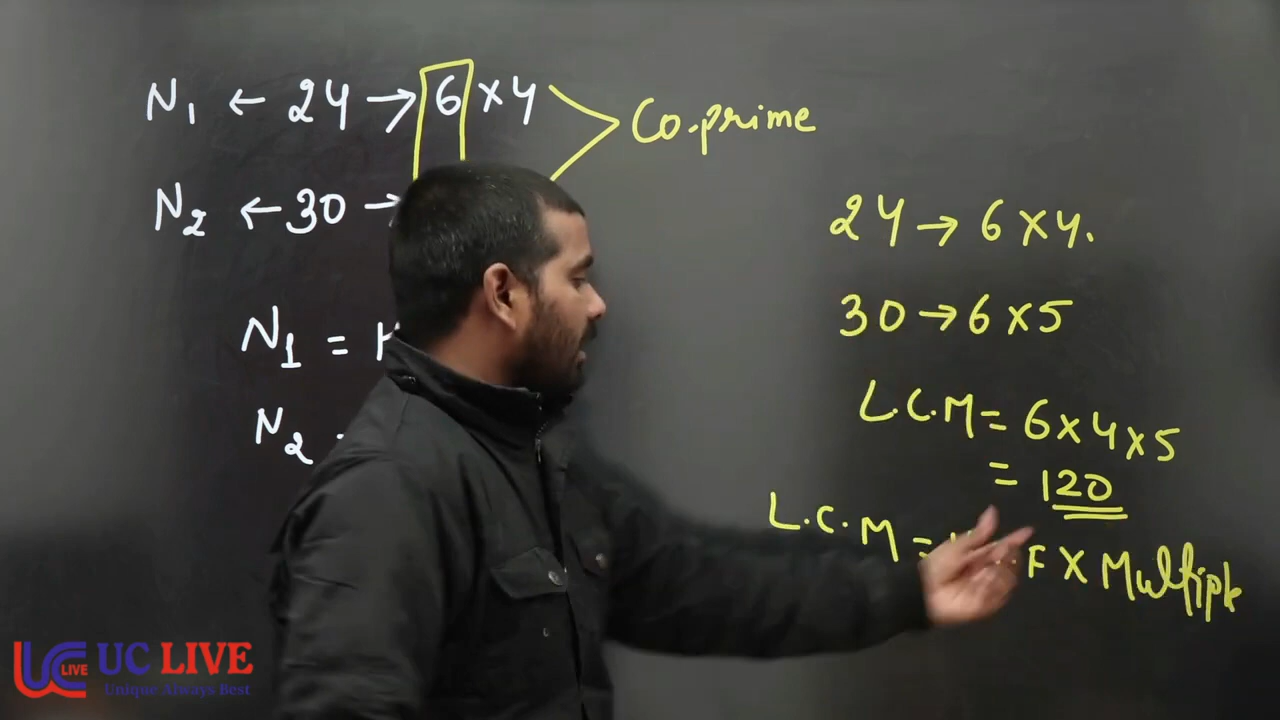 N₁ ← 24 → 6 × 4
Co-prime
N₂ ← 30 →
N₁ =
N₂
24 → 6 × 4.
30 → 6 × 5
L.C.M = 6 × 4 × 5
= 120
L.C.M = F × Multiple
UC LIVE
LIVE
Unique Always Best